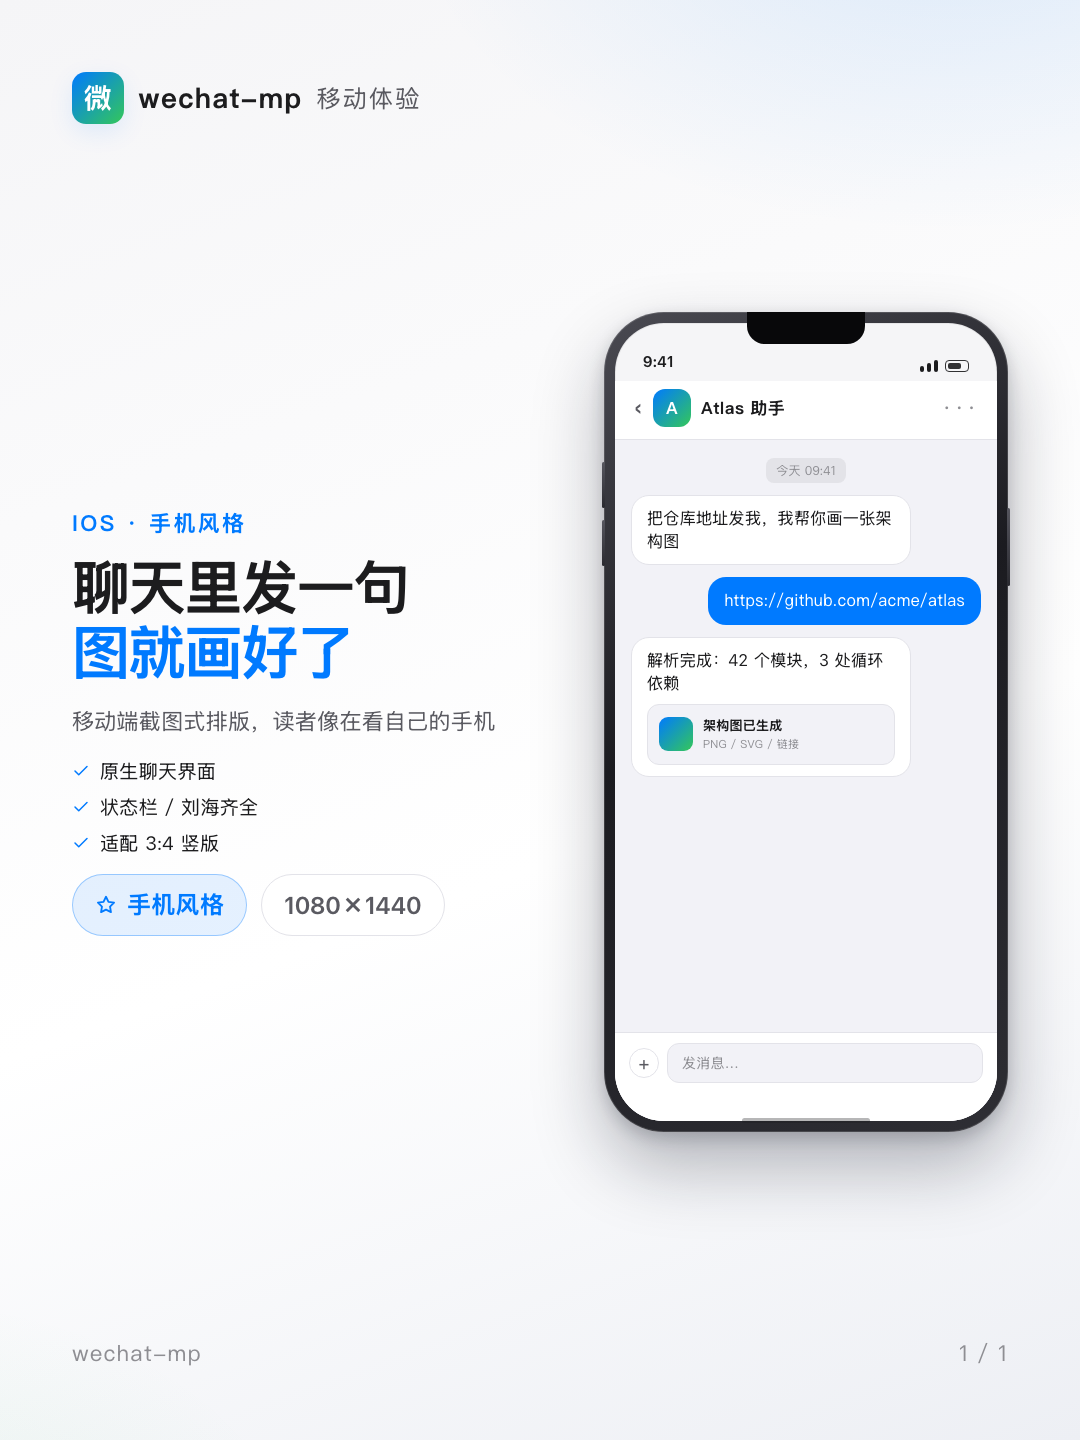 微 wechat-mp 移动体验
IOS · 手机风格
聊天里发一句
图就画好了
移动端截图式排版，读者像在看自己的手机
原生聊天界面
状态栏 / 刘海齐全
适配 3:4 竖版
手机风格 1080×1440
9:41
A Atlas 助手 ···
今天 09:41
把仓库地址发我，我帮你画一张架
构图
https://github.com/acme/atlas
解析完成：42 个模块，3 处循环
依赖
架构图已生成
PNG / SVG / 链接
+ 发消息...
wechat-mp 1 / 1